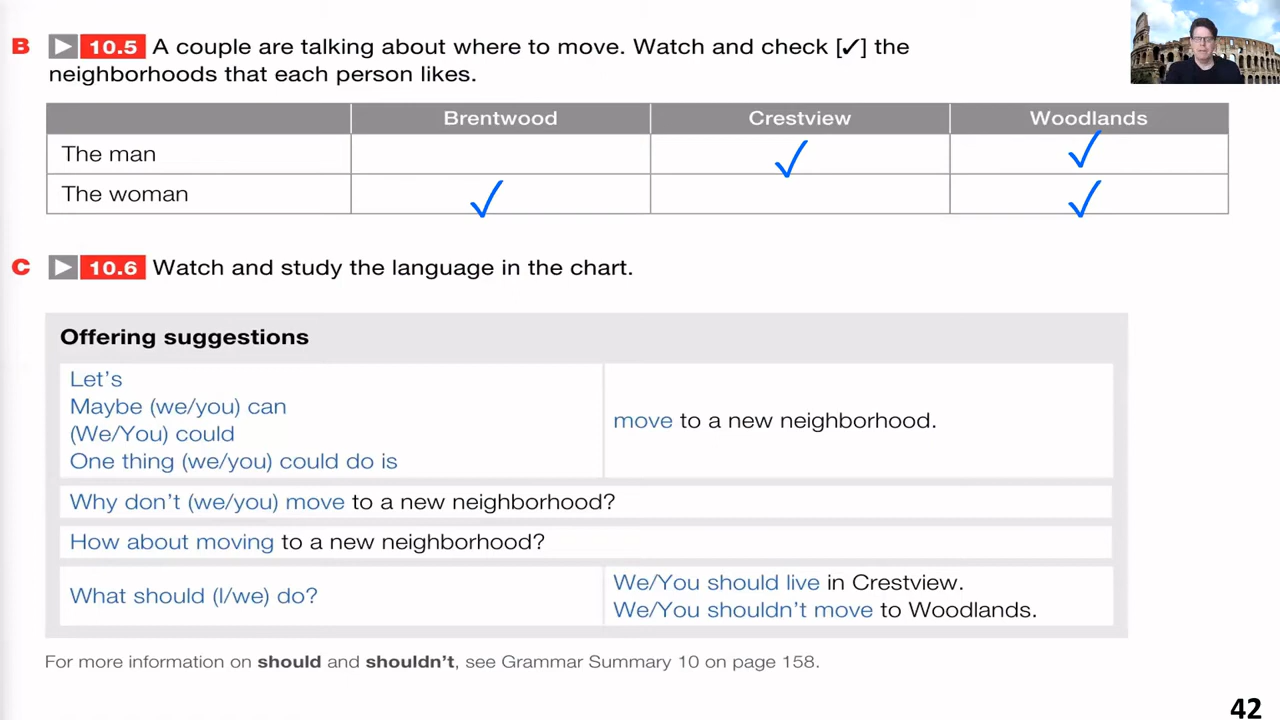 B 10.5 A couple are talking about where to move. Watch and check [✓] the
neighborhoods that each person likes.
Brentwood Crestview Woodlands
The man ✓ ✓
The woman ✓ ✓
C 10.6 Watch and study the language in the chart.
Offering suggestions
Let's
Maybe (we/you) can
(We/You) could
One thing (we/you) could do is
move to a new neighborhood.
Why don't (we/you) move to a new neighborhood?
How about moving to a new neighborhood?
What should (I/we) do?
We/You should live in Crestview.
We/You shouldn't move to Woodlands.
For more information on should and shouldn't, see Grammar Summary 10 on page 158.
42